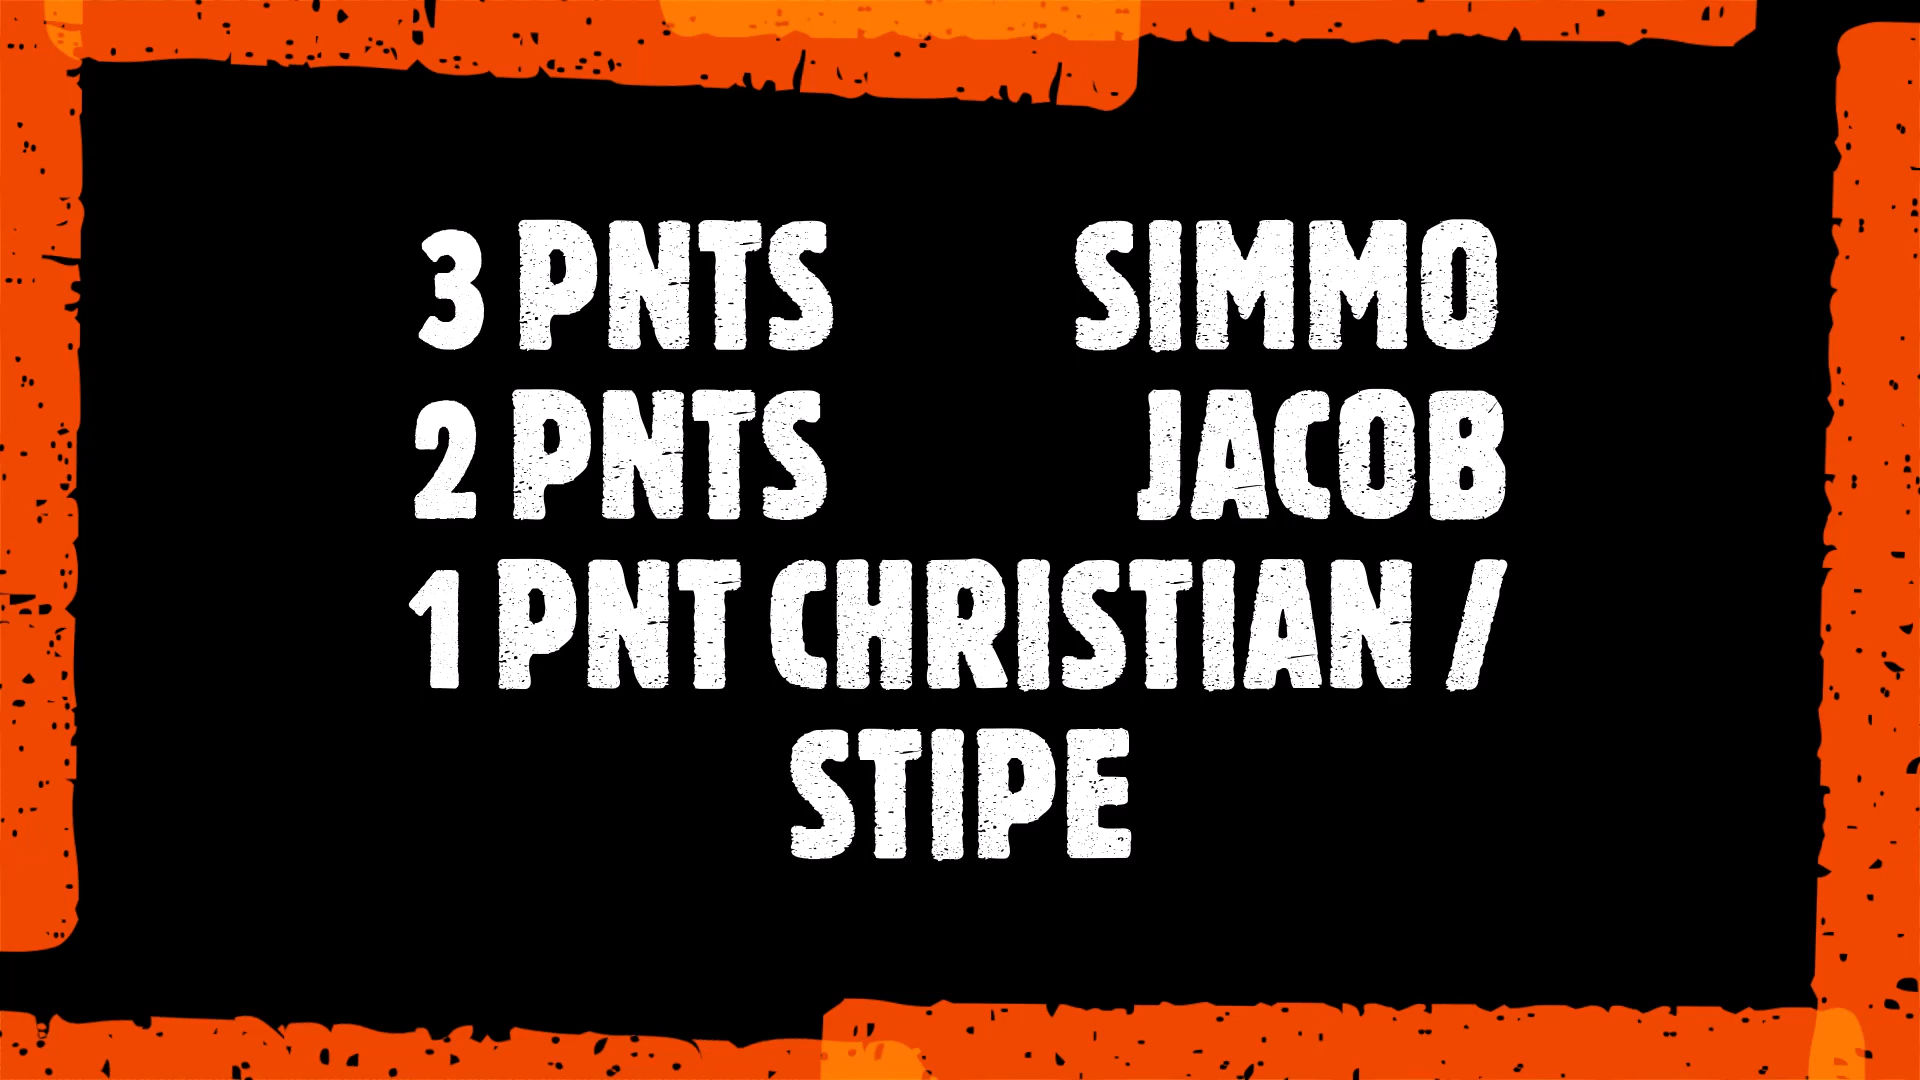 3 PNTS SIMMO
2 PNTS JACOB
1 PNT CHRISTIAN /
STIPE